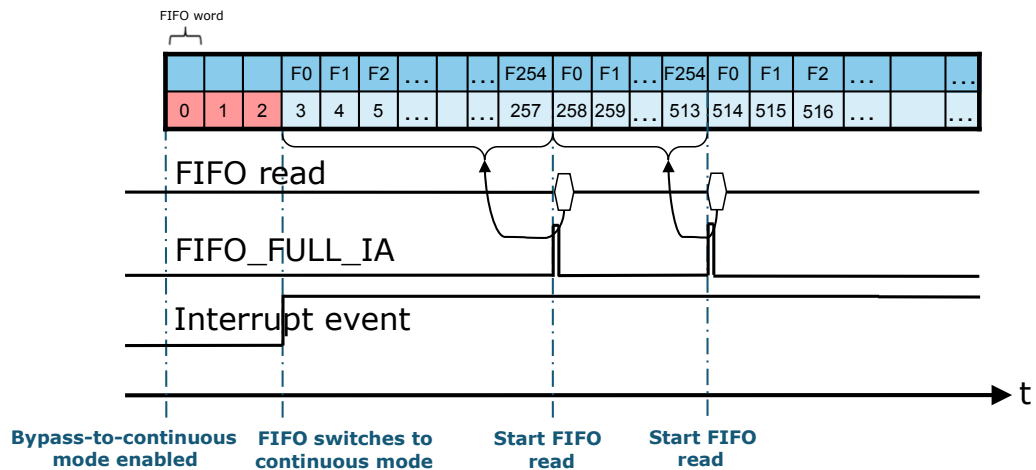 FIFO word
F0 F1 F2 ... ... F254 F0 F1 ... F254 F0 F1 F2 ... ...
0 1 2 3 4 5 ... ... 257 258 259 ... 513 514 515 516 ... ...
FIFO read
FIFO_FULL_IA
Interrupt event
t
Bypass-to-continuous
mode enabled
FIFO switches to
continuous mode
Start FIFO
read
Start FIFO
read